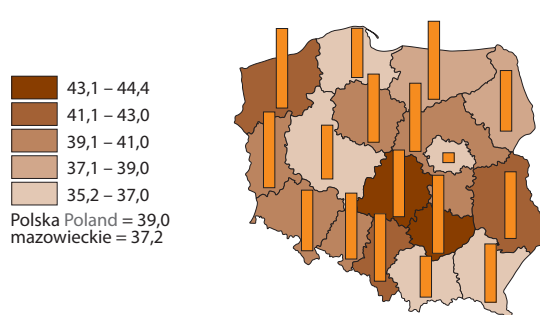 43,1 – 44,4
41,1 – 43,0
39,1 – 41,0
37,1 – 39,0
35,2 – 37,0
Polska Poland = 39,0
mazowieckie = 37,2